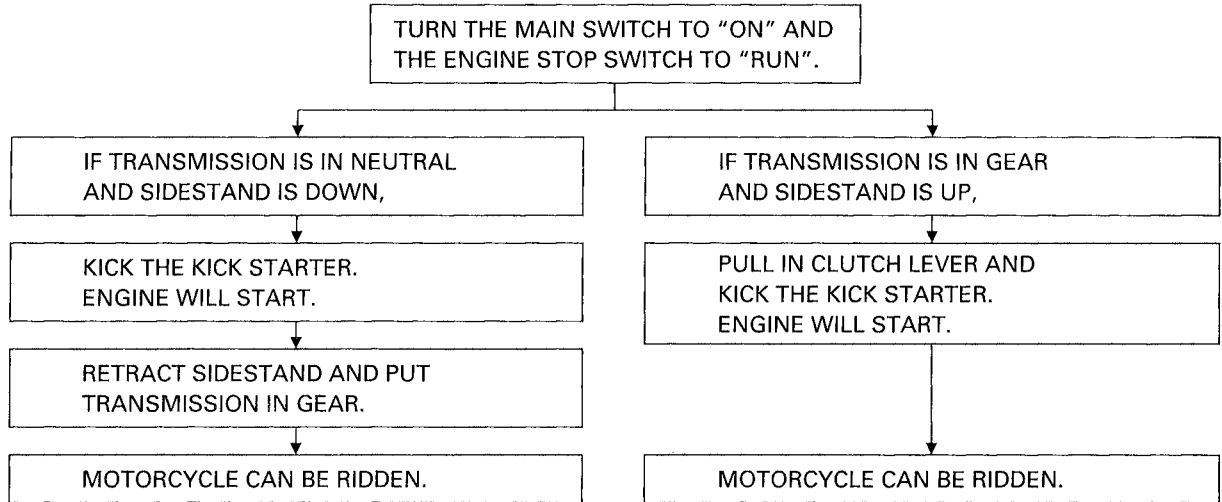 TURN THE MAIN SWITCH TO “ON” AND
THE ENGINE STOP SWITCH TO “RUN”.
IF TRANSMISSION IS IN NEUTRAL
AND SIDESTAND IS DOWN,
KICK THE KICK STARTER.
ENGINE WILL START.
RETRACT SIDESTAND AND PUT
TRANSMISSION IN GEAR.
MOTORCYCLE CAN BE RIDDEN.
IF TRANSMISSION IS IN GEAR
AND SIDESTAND IS UP,
PULL IN CLUTCH LEVER AND
KICK THE KICK STARTER.
ENGINE WILL START.
MOTORCYCLE CAN BE RIDDEN.